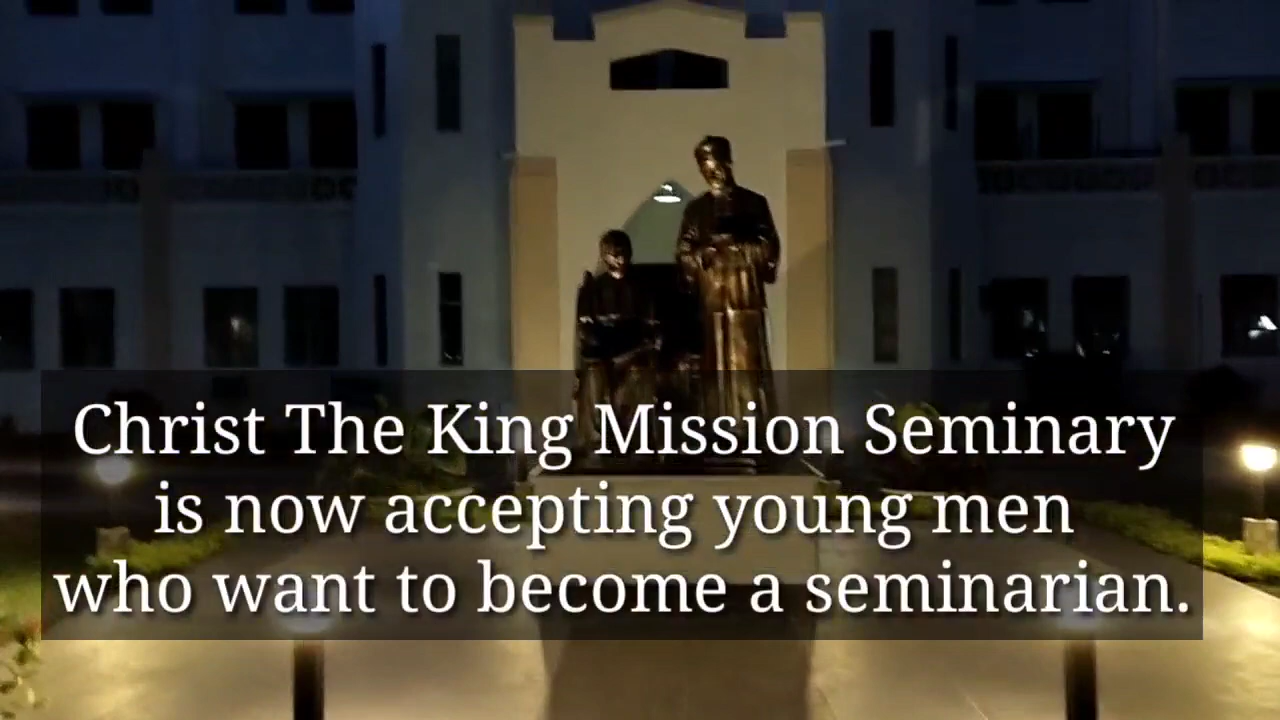 Christ The King Mission Seminary
is now accepting young men
who want to become a seminarian.